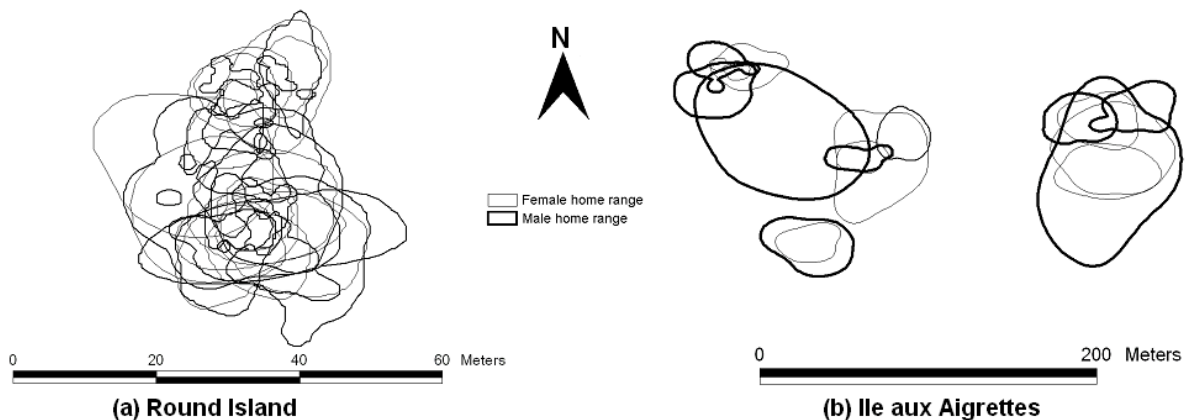 N
Female home range
Male home range
0 20 40 60 Meters
(a) Round Island
0 200 Meters
(b) Ile aux Aigrettes